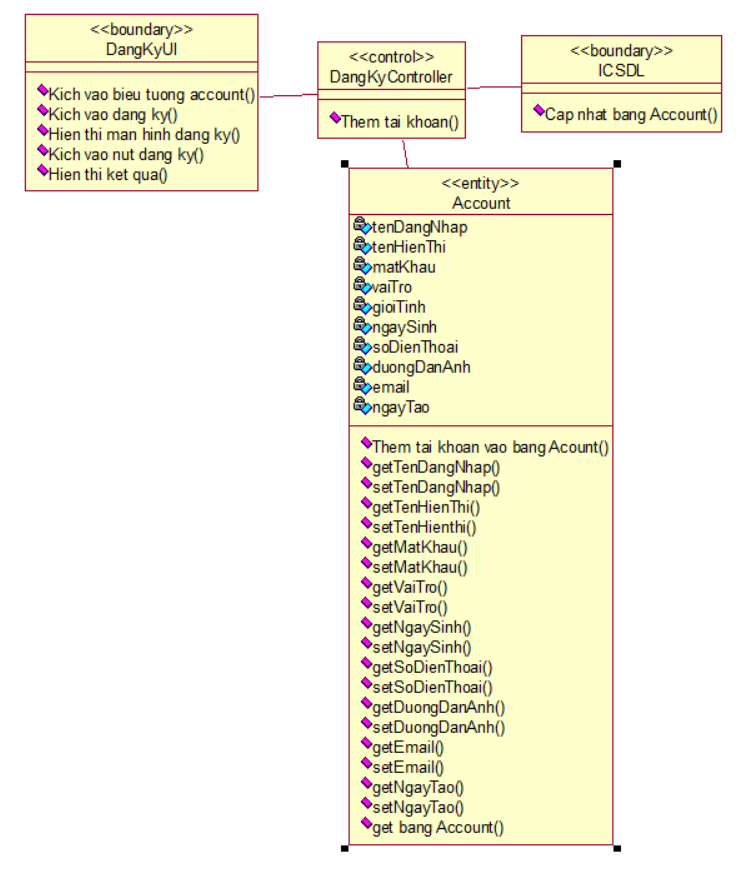 <<boundary>>
DangKyUI
Kich vao bieu tuong account()
Kich vao dang ky()
Hien thi man hinh dang ky()
Kich vao nut dang ky()
Hien thi ket qua()
<<control>>
DangKyController
Them tai khoan()
<<boundary>>
ICSDL
Cap nhat bang Account()
<<entity>>
Account
tenDangNhap
tenHienThi
matKhau
vaiTro
gioiTinh
ngaySinh
soDienThoai
duongDanAnh
email
ngayTao
Them tai khoan vao bang Acount()
getTenDangNhap()
setTenDangNhap()
getTenHienThi()
setTenHienthi()
getMatKhau()
setMatKhau()
getVaiTro()
setVaiTro()
getNgaySinh()
setNgaySinh()
getSoDienThoai()
setSoDienThoai()
getDuongDanAnh()
setDuongDanAnh()
getEmail()
setEmail()
getNgayTao()
setNgayTao()
get bang Account()